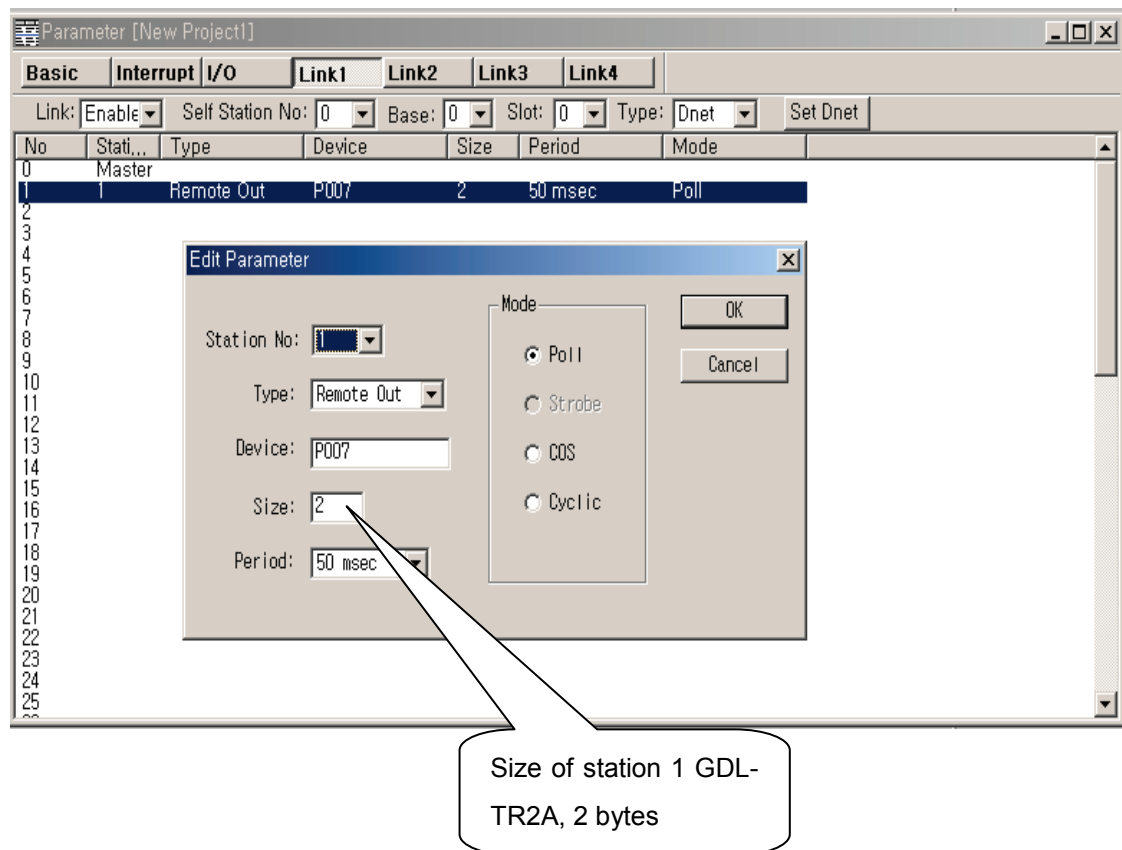 Parameter [New Project1]
Basic Interrupt I/O Link1 Link2 Link3 Link4
Link: Enable Self Station No: 0 Base: 0 Slot: 0 Type: Dnet Set Dnet
No Stati... Type Device Size Period Mode
0 Master
1 1 Remote Out P007 2 50 msec Poll
2
3
4
5
6
7
8
9
10
11
12
13
14
15
16
17
18
19
20
21
22
23
24
25
Edit Parameter
Station No: 1
Type: Remote Out
Device: P007
Size: 2
Period: 50 msec
Mode
Poll
Strobe
COS
Cyclic
OK
Cancel
Size of station 1 GDL-
TR2A, 2 bytes